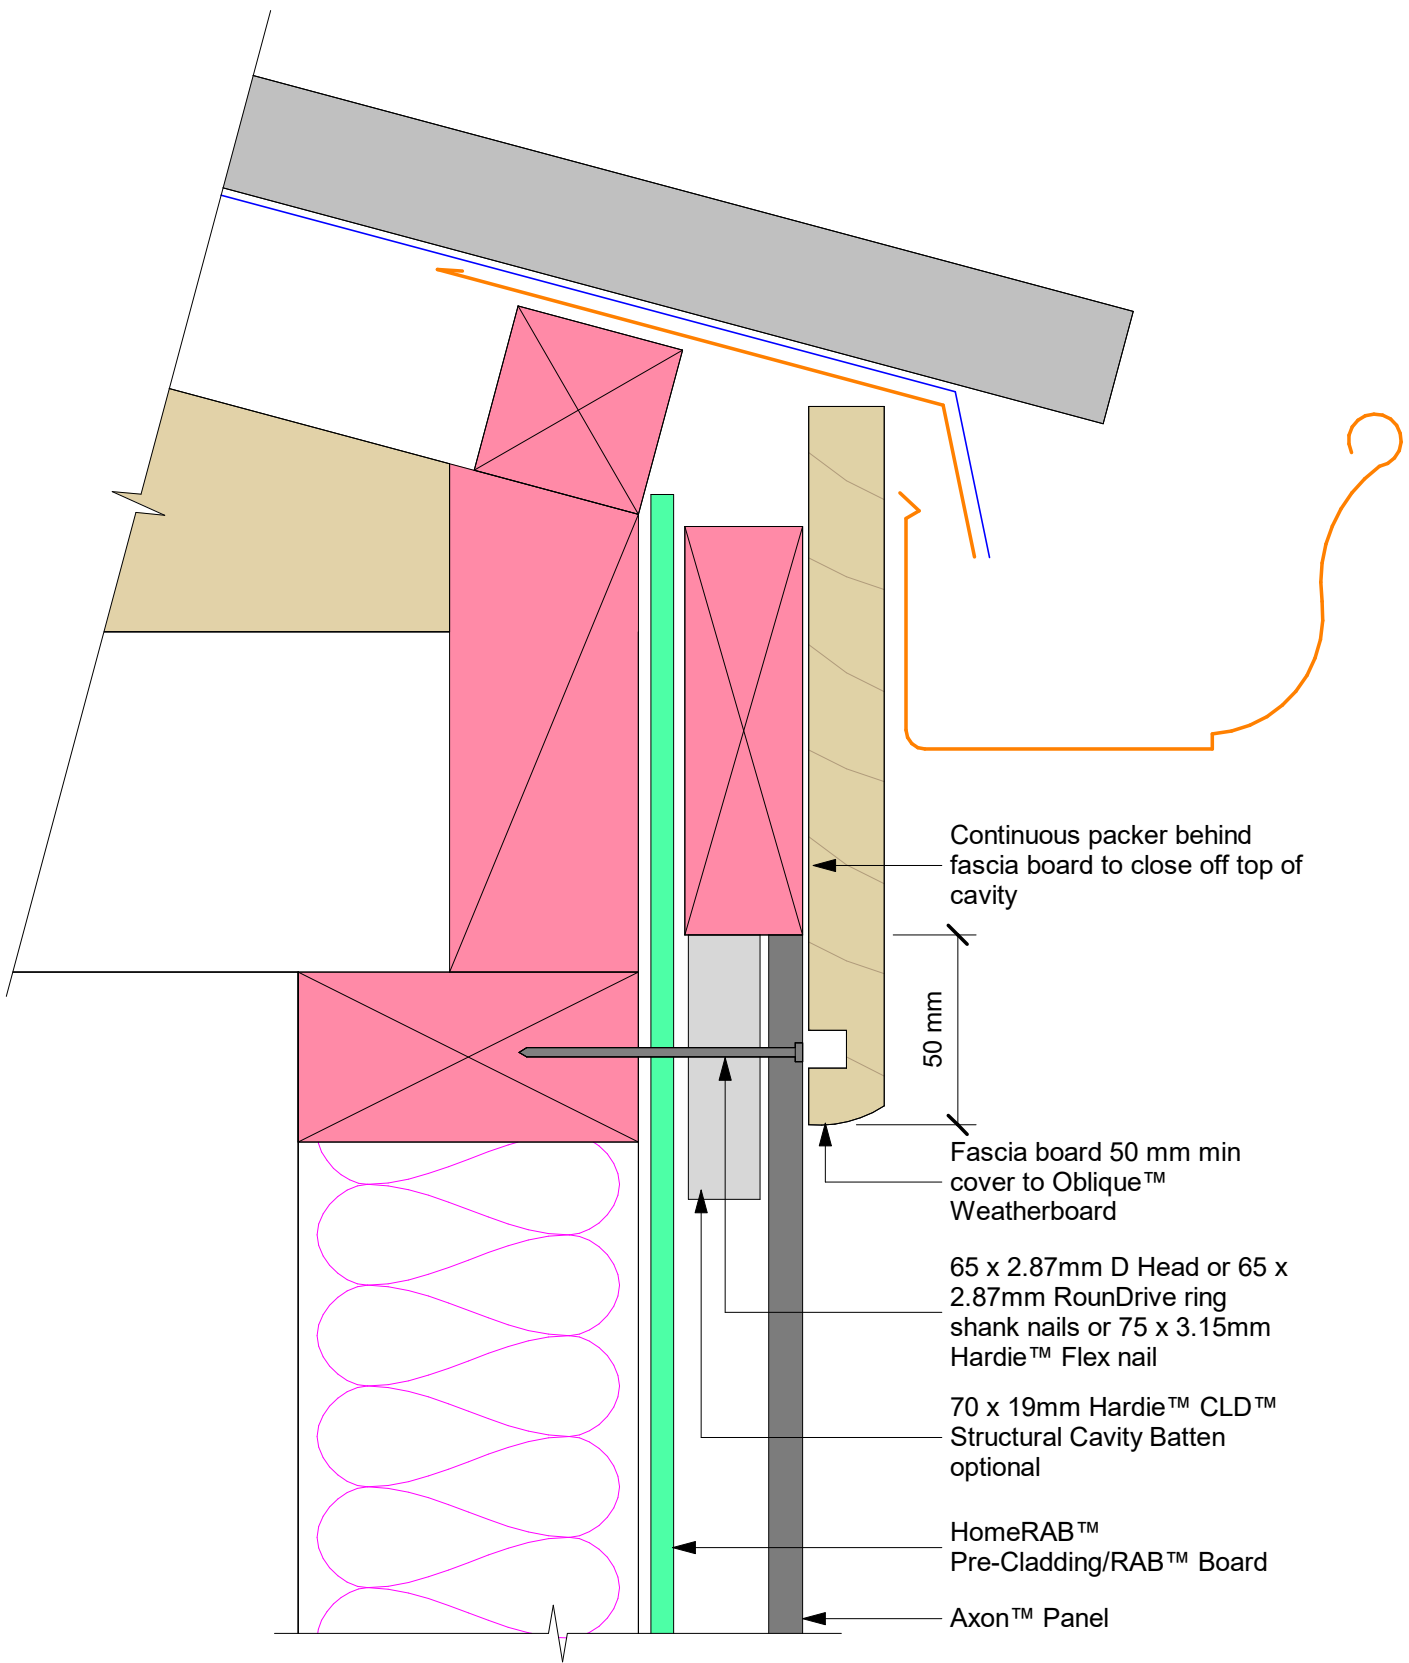 Continuous packer behind
fascia board to close off top of
cavity
50 mm
Fascia board 50 mm min
cover to Oblique™
Weatherboard
65 x 2.87mm D Head or 65 x
2.87mm RounDrive ring
shank nails or 75 x 3.15mm
Hardie™ Flex nail
70 x 19mm Hardie™ CLD™
Structural Cavity Batten
optional
HomeRAB™
Pre-Cladding/RAB™ Board
Axon™ Panel